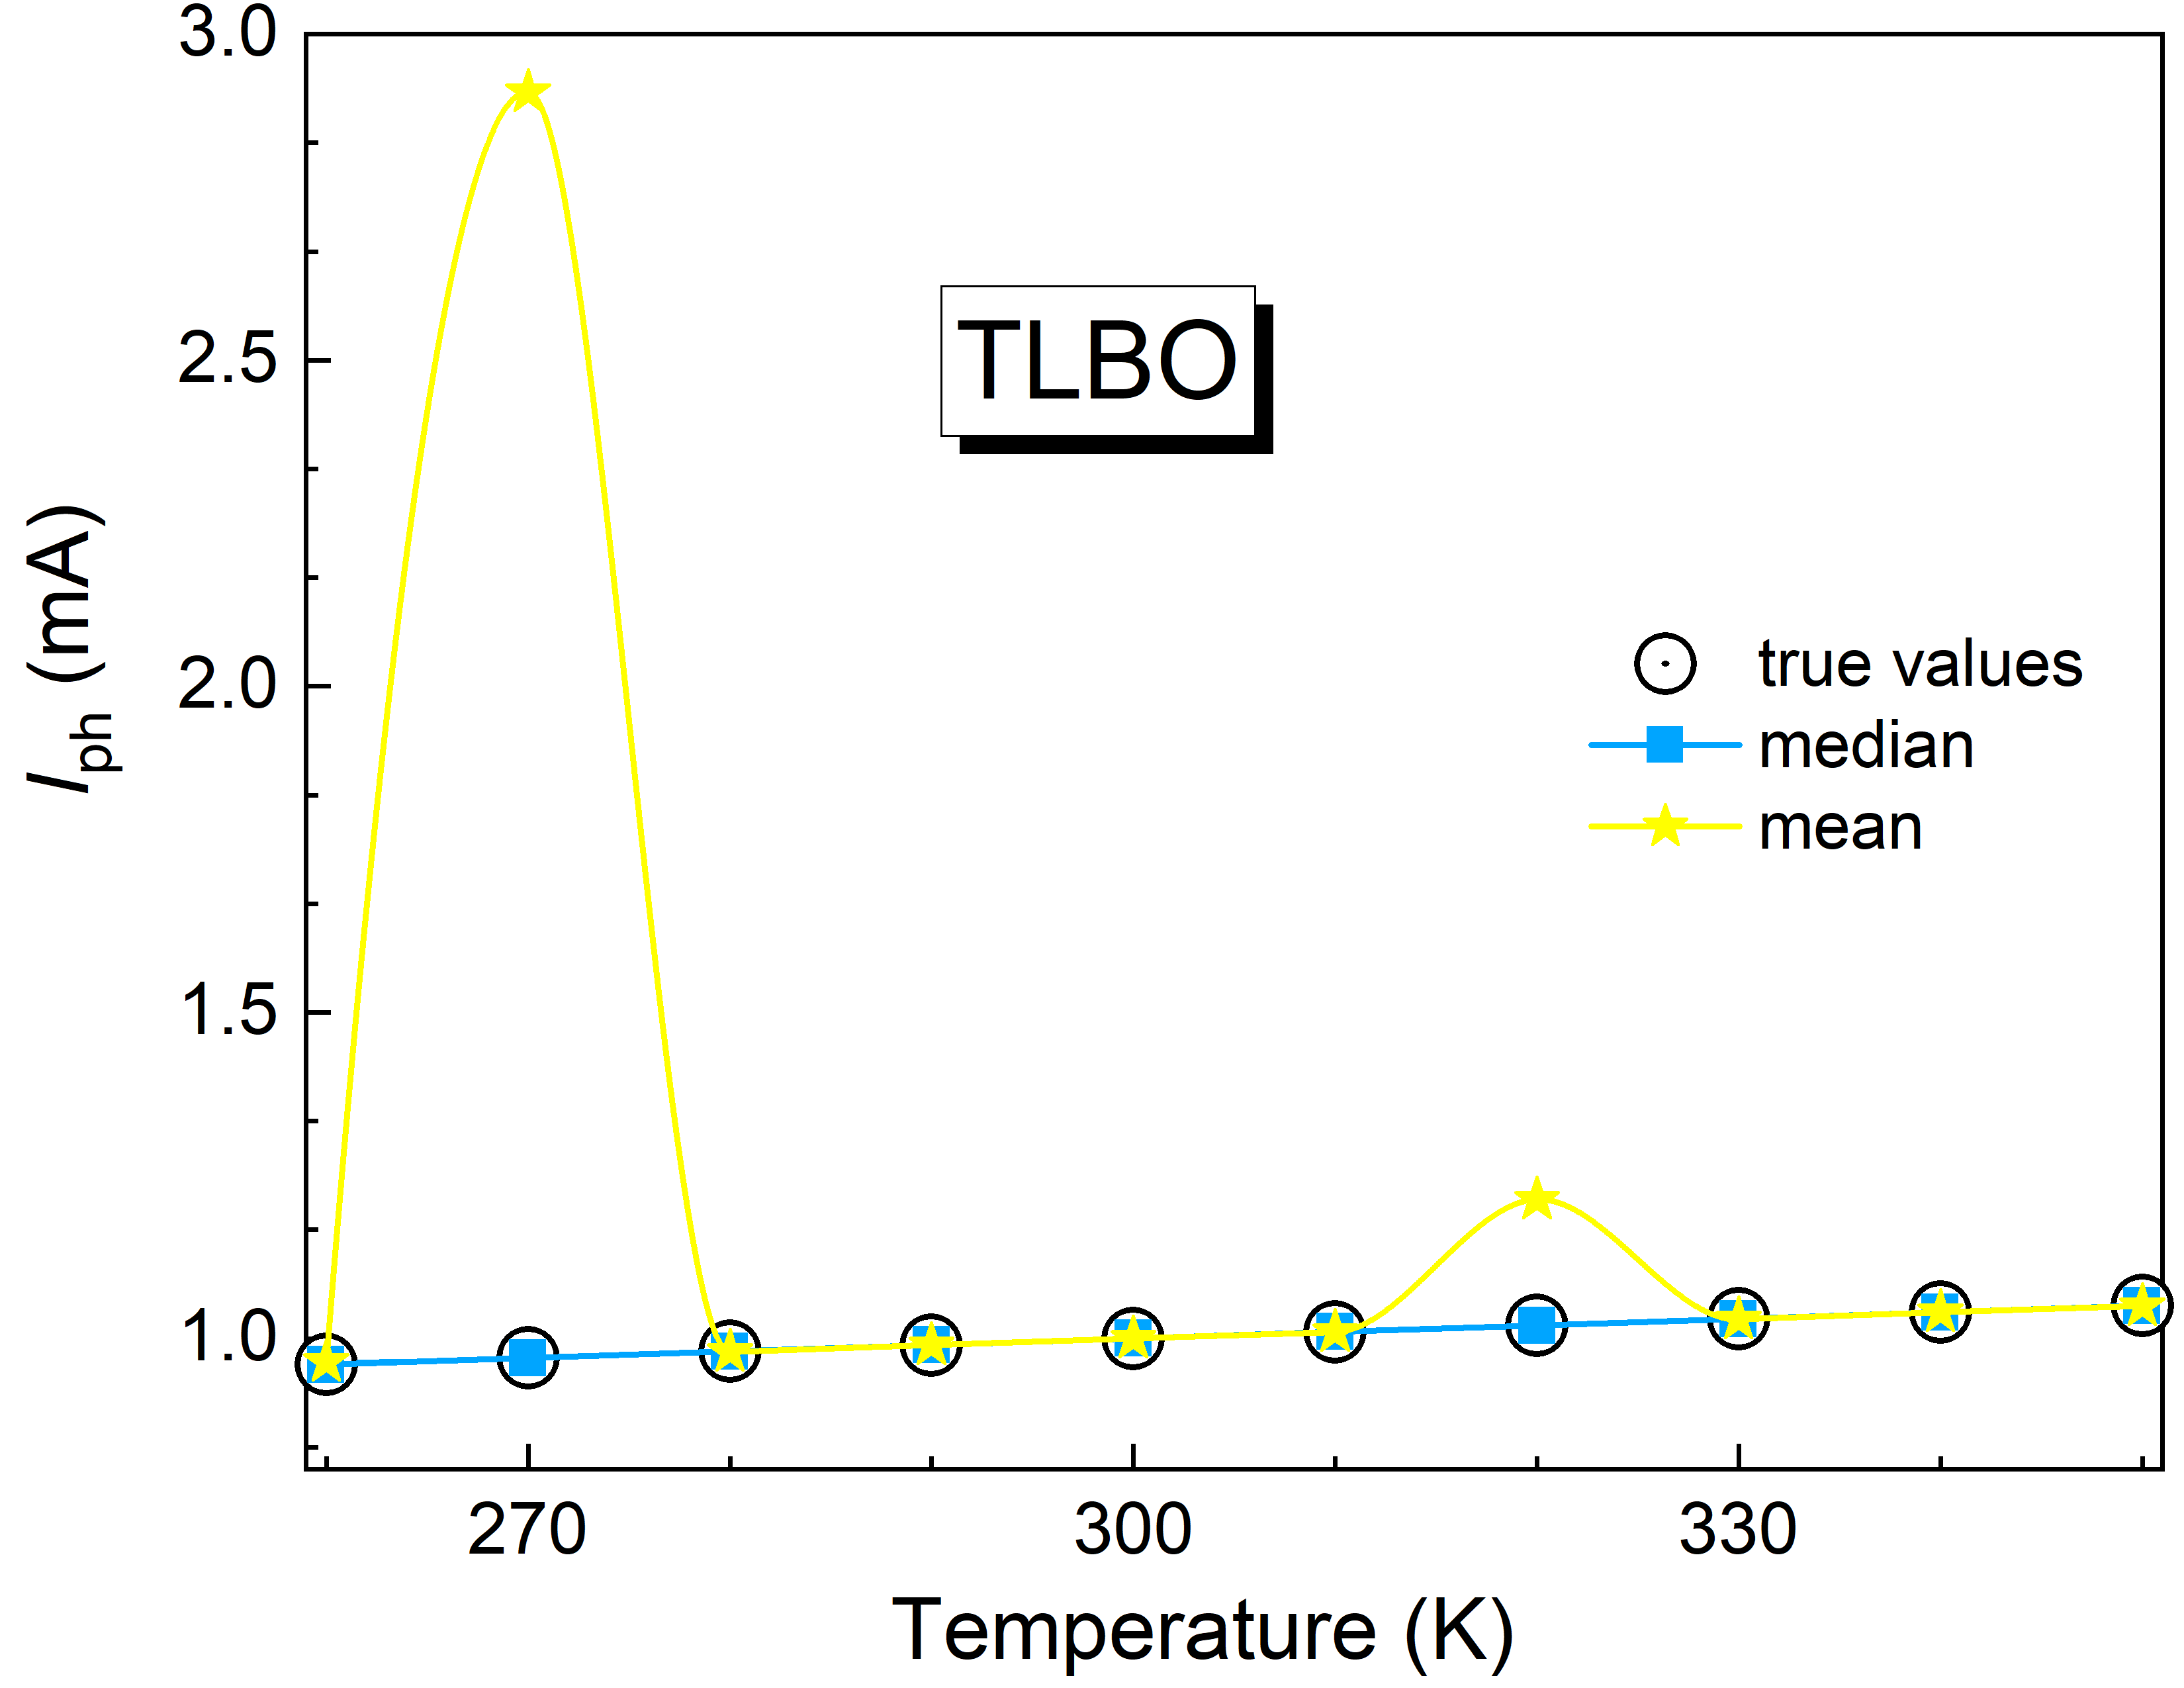 3.0
2.5
2.0
1.5
1.0
Iph (mA)
TLBO
true values
median
mean
270 300 330
Temperature (K)